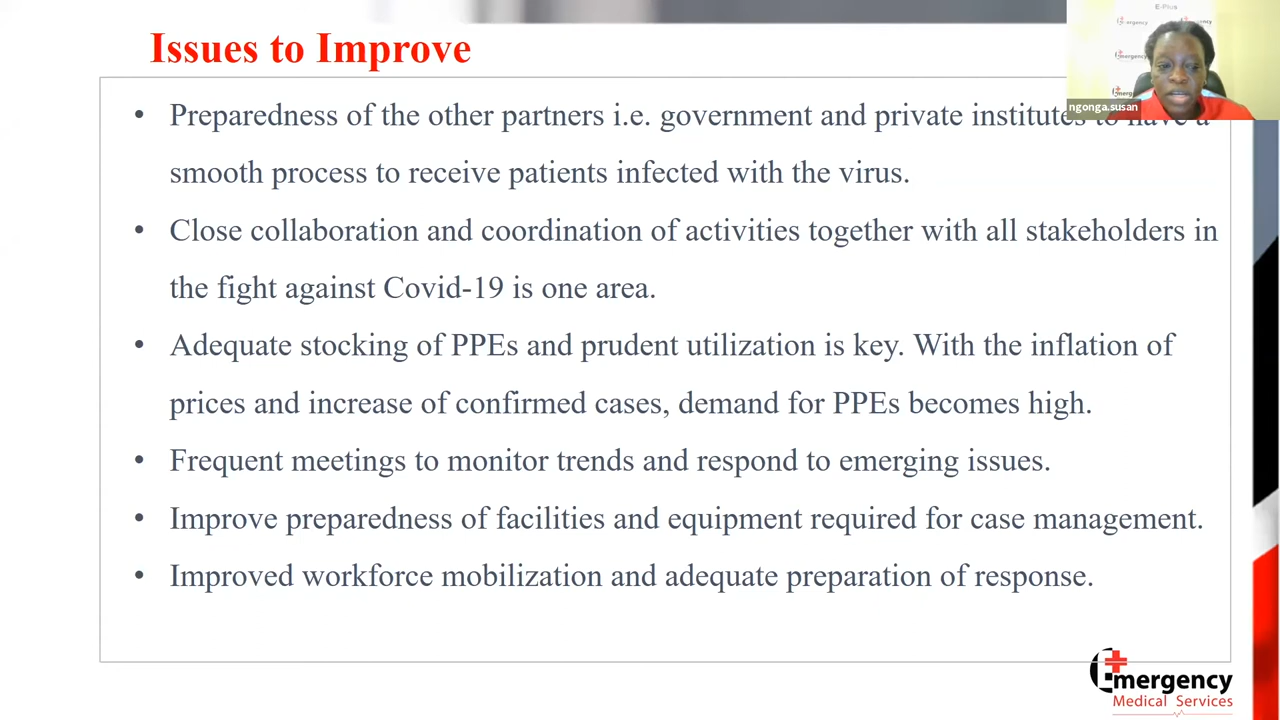 Issues to Improve
• Preparedness of the other partners i.e. government and private institutes to have a
smooth process to receive patients infected with the virus.
• Close collaboration and coordination of activities together with all stakeholders in
the fight against Covid-19 is one area.
• Adequate stocking of PPEs and prudent utilization is key. With the inflation of
prices and increase of confirmed cases, demand for PPEs becomes high.
• Frequent meetings to monitor trends and respond to emerging issues.
• Improve preparedness of facilities and equipment required for case management.
• Improved workforce mobilization and adequate preparation of response.
E-Plus
ngonga.susan
Emergency
Medical Services